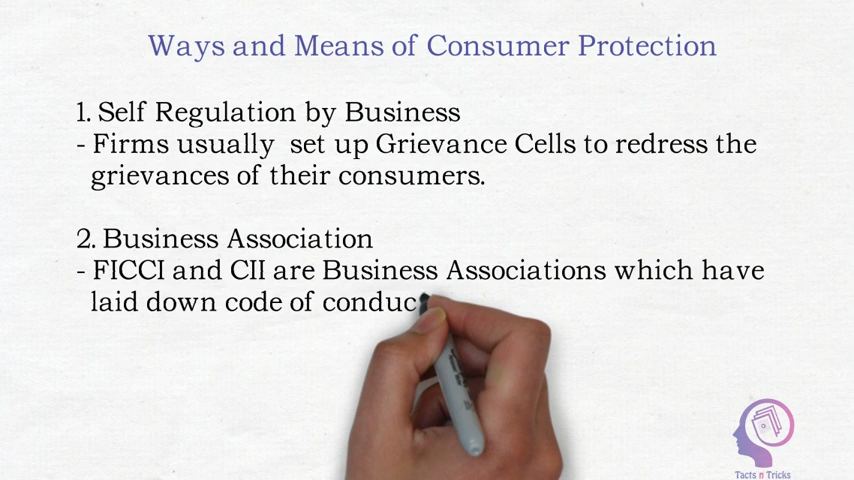 Ways and Means of Consumer Protection
1. Self Regulation by Business
- Firms usually set up Grievance Cells to redress the
grievances of their consumers.
2. Business Association
- FICCI and CII are Business Associations which have
laid down code of conduc
Tacts n Tricks